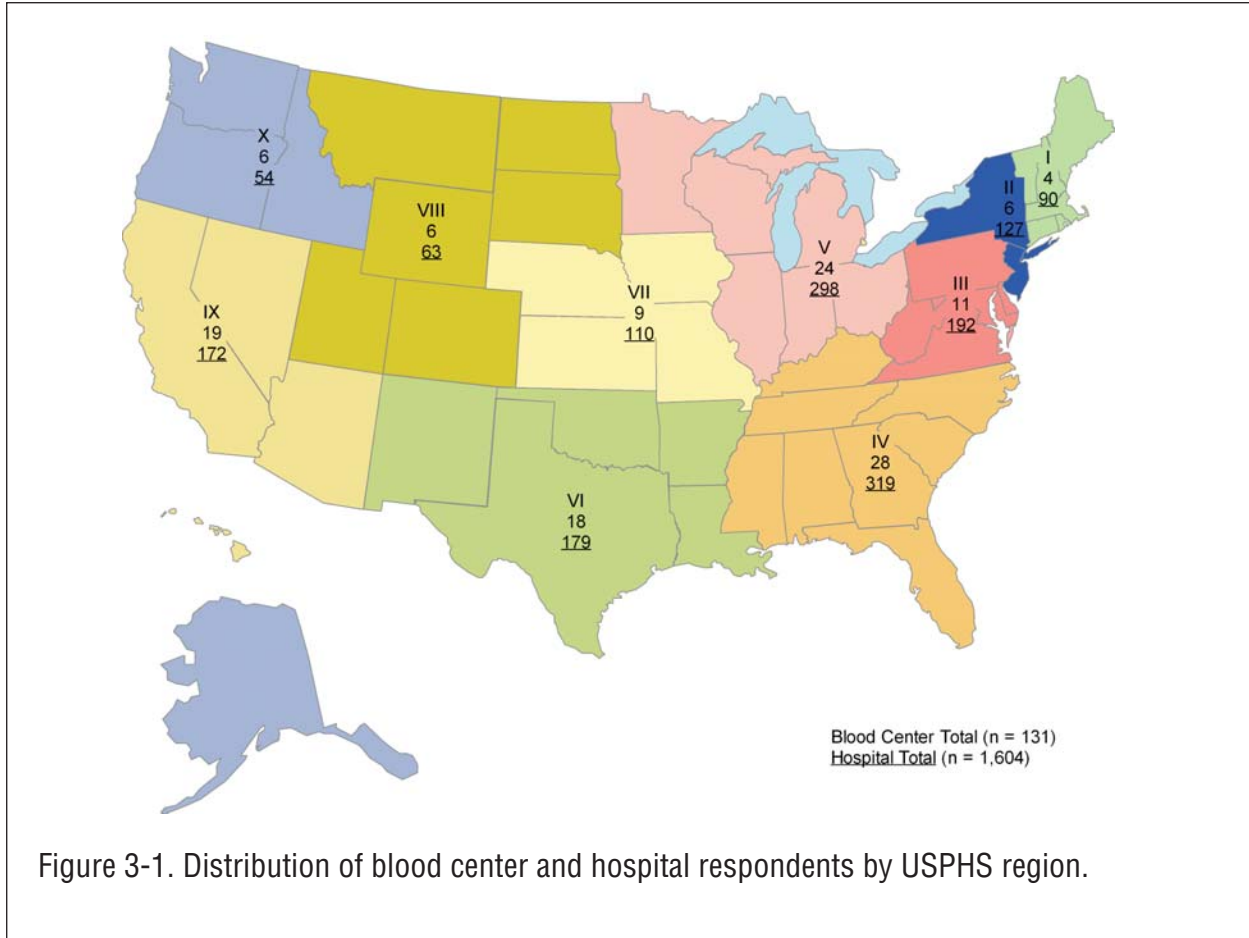 X
6
54
VIII
6
63
IX
19
172
VII
9
110
V
24
298
I
4
90
II
6
127
III
11
192
IV
28
319
VI
18
179
Blood Center Total (n = 131)
Hospital Total (n = 1,604)
Figure 3-1. Distribution of blood center and hospital respondents by USPHS region.